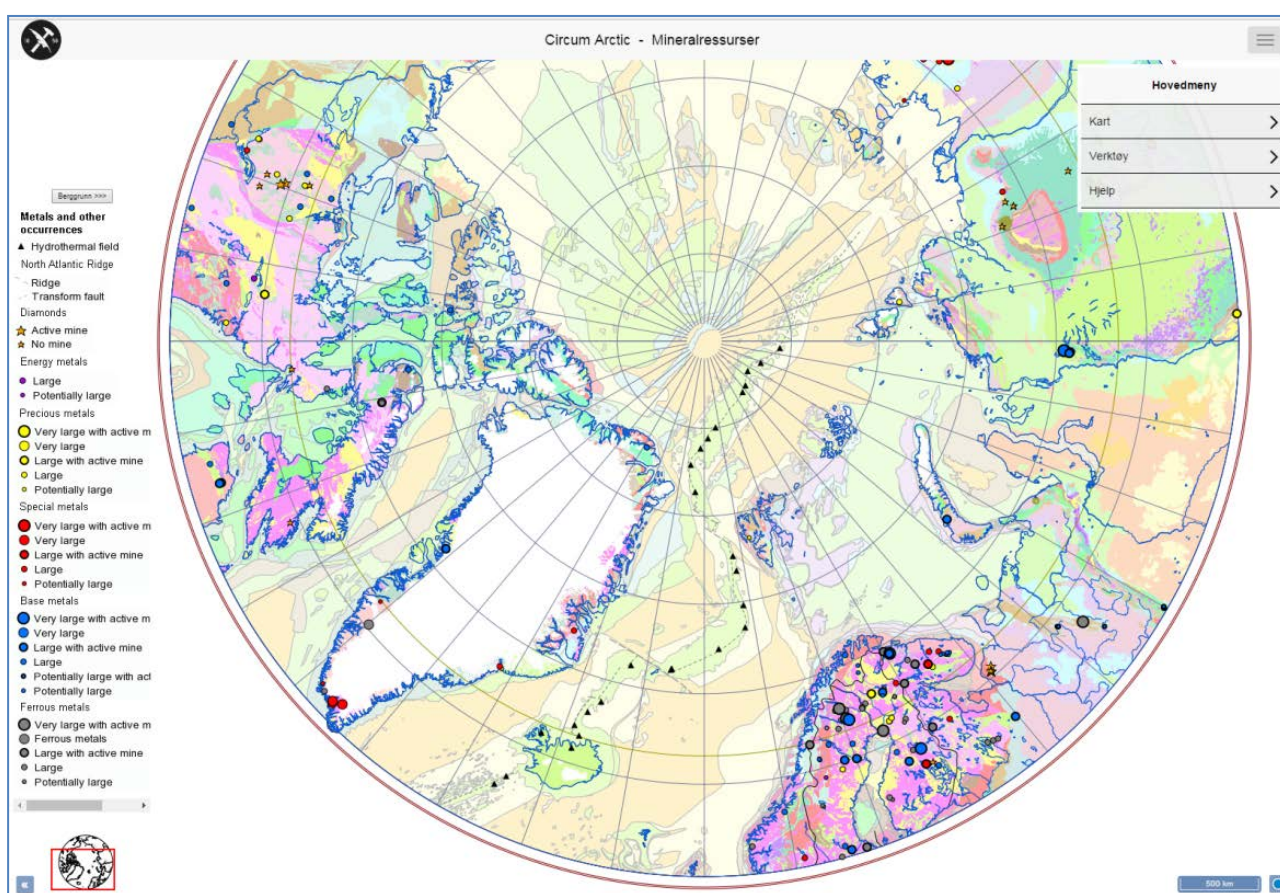 Circum Arctic - Mineralressurser
Hovedmeny
Kart
Verktøy
Hjelp
Berggrunn >>>
Metals and other
occurrences
Hydrothermal field
North Atlantic Ridge
Ridge
Transform fault
Diamonds
Active mine
No mine
Energy metals
Large
Potentially large
Precious metals
Very large with active m
Very large
Large with active mine
Large
Potentially large
Special metals
Very large with active m
Very large
Large with active mine
Large
Potentially large
Base metals
Very large with active m
Very large
Large with active mine
Large
Potentially large with act
Potentially large
Ferrous metals
Very large with active m
Ferrous metals
Large with active mine
Large
Potentially large
500 km